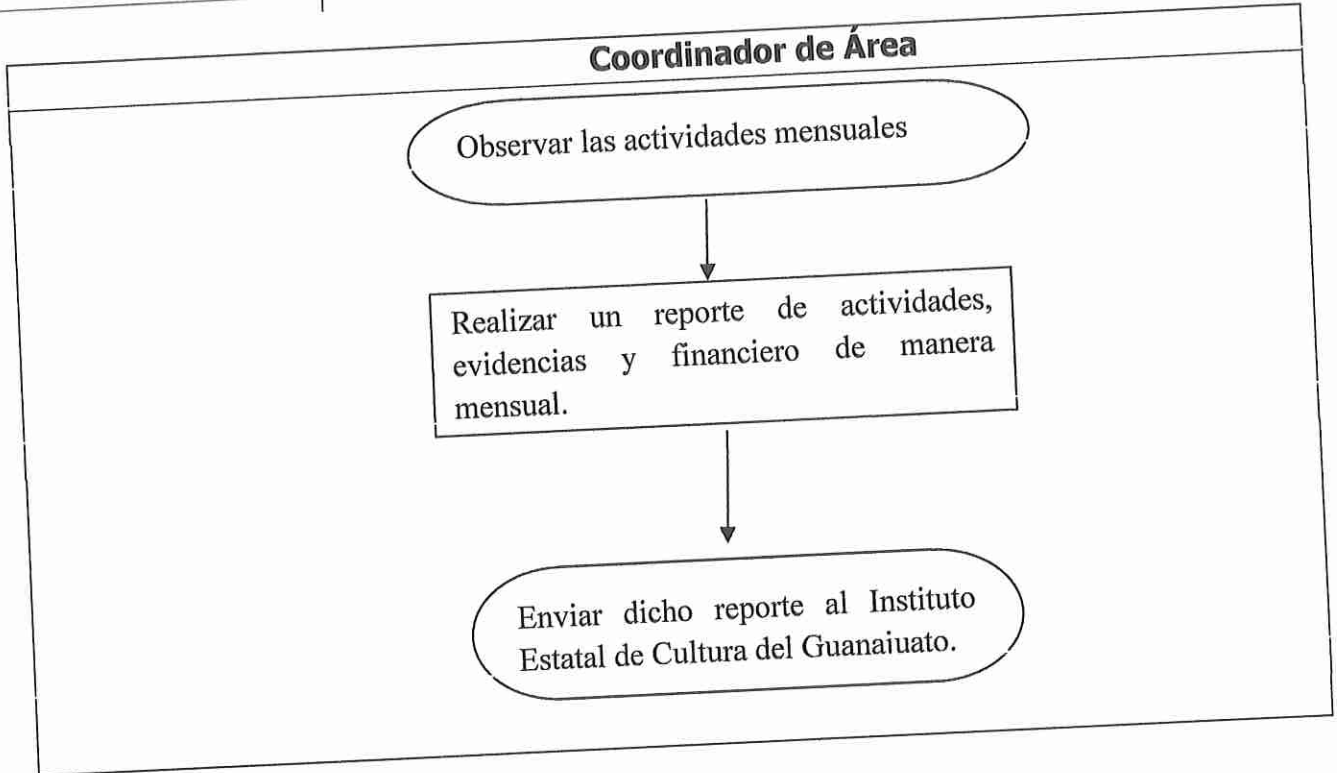 Coordinador de Área
Observar las actividades mensuales
Realizar un reporte de actividades,
evidencias y financiero de manera
mensual.
Enviar dicho reporte al Instituto
Estatal de Cultura del Guanaiuato.